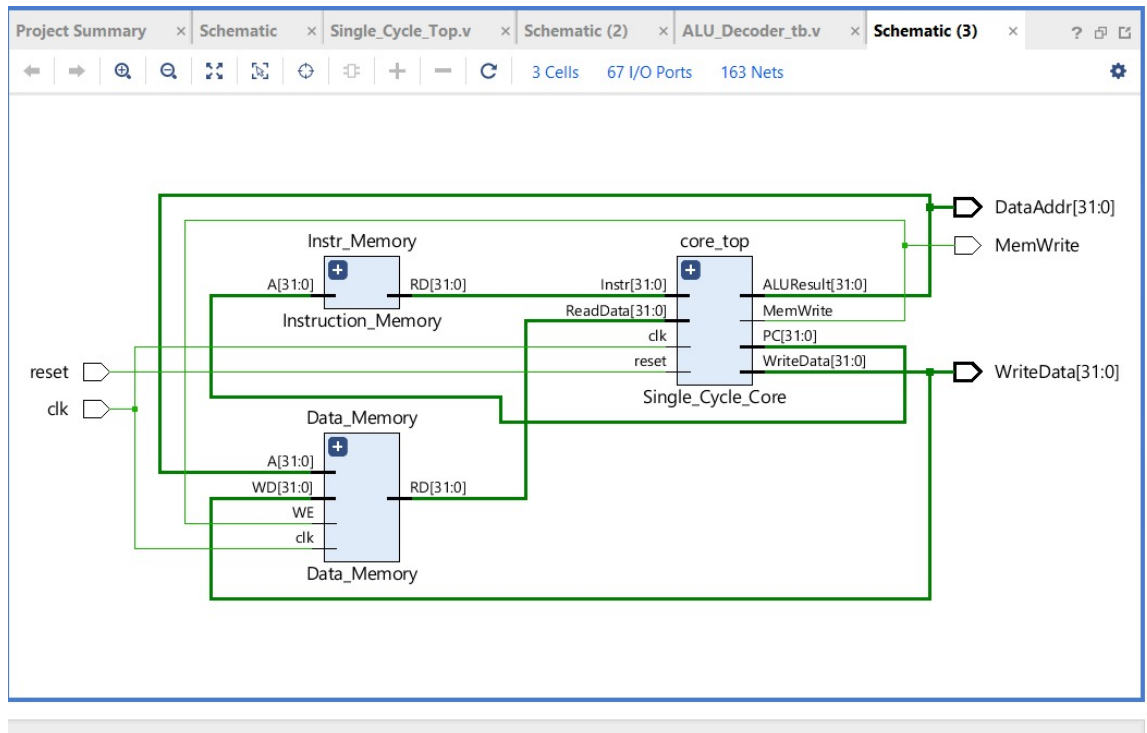 Project Summary × Schematic × Single_Cycle_Top.v × Schematic (2) × ALU_Decoder_tb.v × Schematic (3) × ?
3 Cells 67 I/O Ports 163 Nets
DataAddr[31:0]
Instr_Memory core_top MemWrite
A[31:0] RD[31:0] Instr[31:0] ALUResult[31:0]
Instruction_Memory ReadData[31:0] MemWrite
clk PC[31:0]
reset reset WriteData[31:0] WriteData[31:0]
Single_Cycle_Core
clk
Data_Memory
A[31:0]
WD[31:0] RD[31:0]
WE
clk
Data_Memory